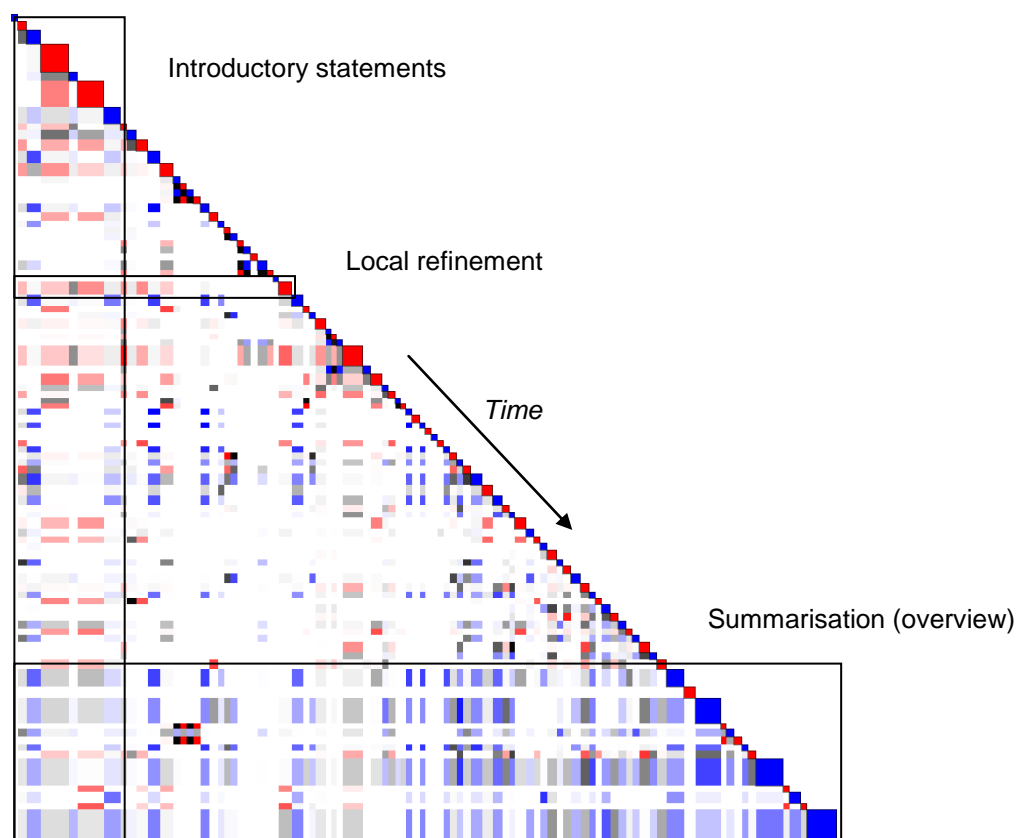 Introductory statements
Local refinement
Time
Summarisation (overview)